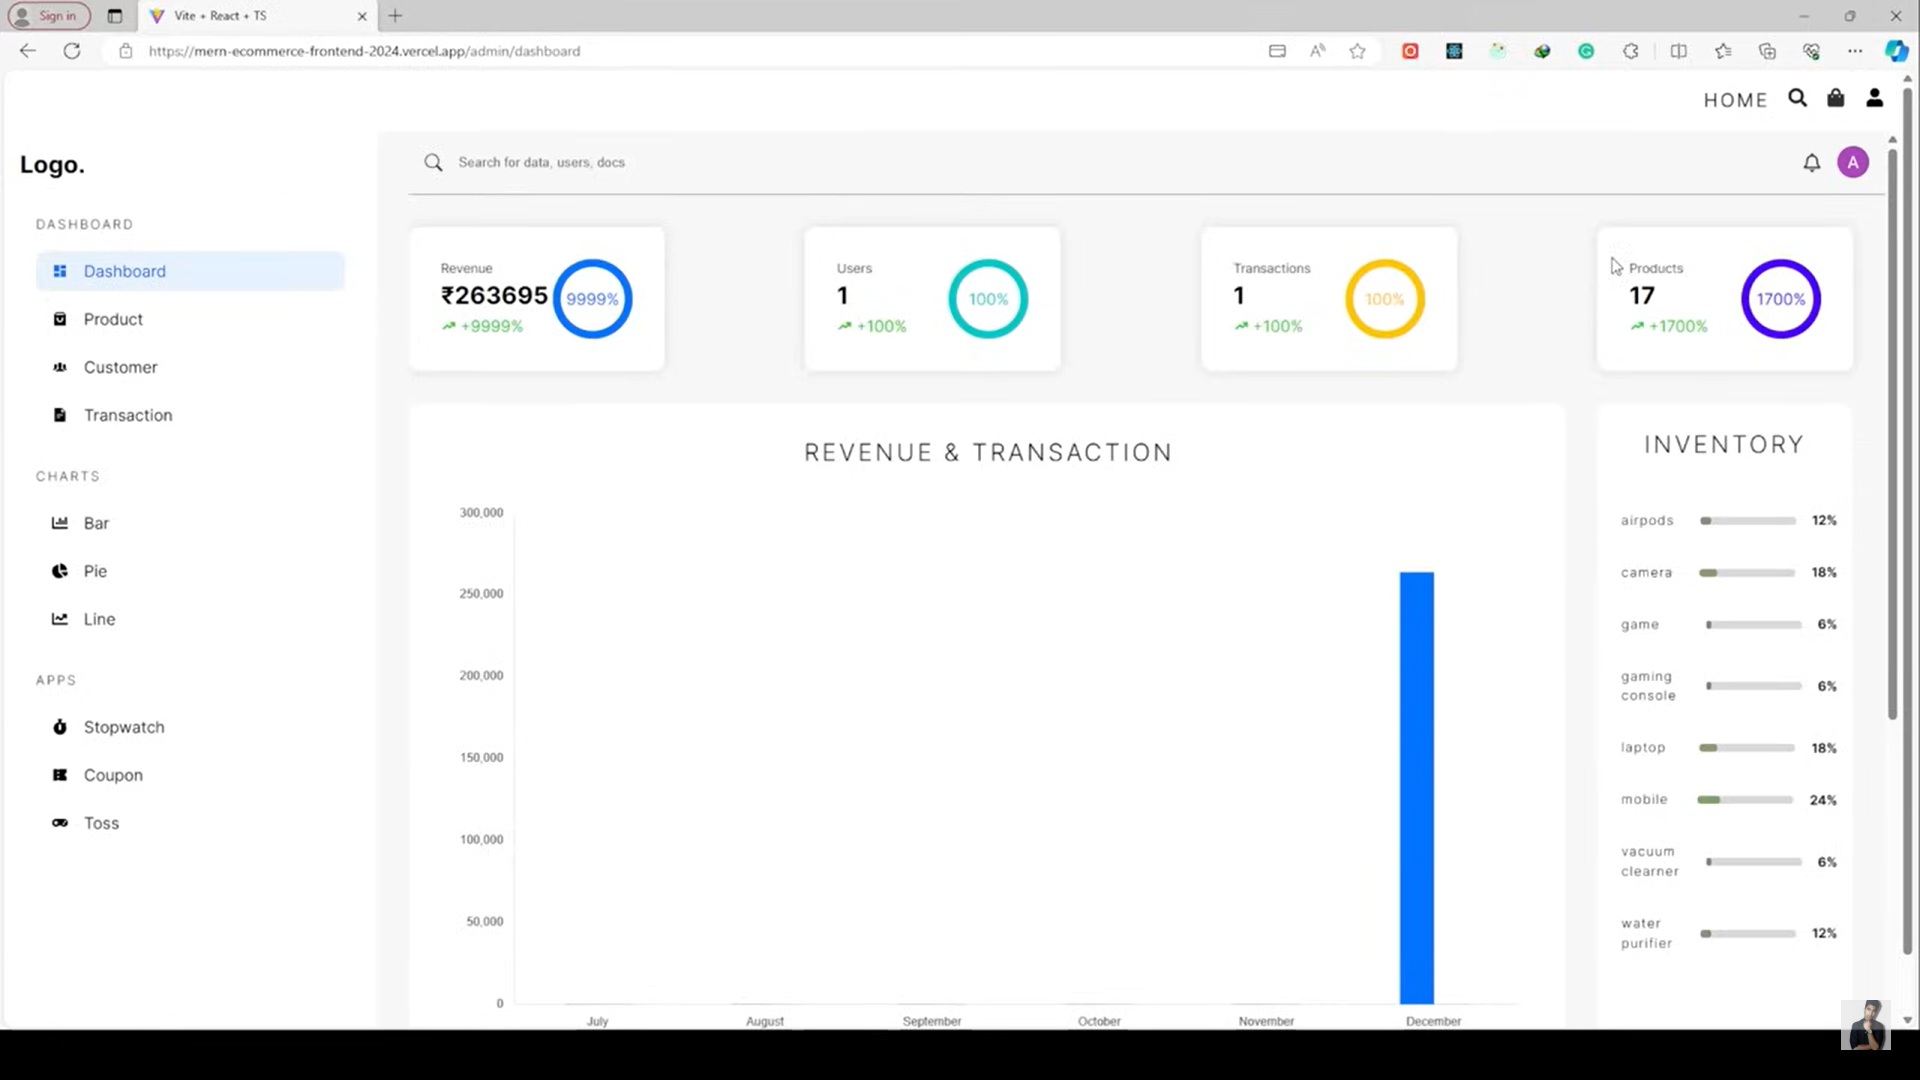 Sign in
Vite + React + TS
https://mern-ecommerce-frontend-2024.vercel.app/admin/dashboard
HOME
Logo.
DASHBOARD
Dashboard
Product
Customer
Transaction
CHARTS
Bar
Pie
Line
APPS
Stopwatch
Coupon
Toss
Search for data, users, docs
A
Revenue
₹263695
+9999%
9999%
Users
1
+100%
100%
Transactions
1
+100%
100%
Products
17
+1700%
1700%
REVENUE & TRANSACTION
300,000
250,000
200,000
150,000
100,000
50,000
0
July August September October November December
INVENTORY
airpods 12%
camera 18%
game 6%
gaming
console 6%
laptop 18%
mobile 24%
vacuum
clearner 6%
water
purifier 12%